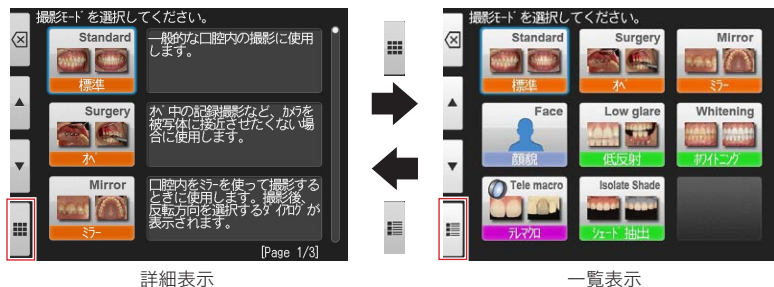 撮影ﾓｰﾄﾞを選択してください。
Standard
標準
一般的な口腔内の撮影に使用
します。
Surgery
ｵﾍﾟ
ｵﾍﾟ中の記録撮影など、ｶﾒﾗを
被写体に接近させたくない場
合に使用します。
Mirror
ﾐﾗｰ
口腔内をﾐﾗｰを使って撮影する
ときに使用します。撮影後、
反転方向を選択するﾀﾞｲｱﾛｸﾞが
表示されます。
[Page 1/3]
詳細表示
撮影ﾓｰﾄﾞを選択してください。
Standard
標準
Surgery
ｵﾍﾟ
Mirror
ﾐﾗｰ
Face
顔貌
Low glare
低反射
Whitening
ﾎﾜｲﾄﾆﾝｸﾞ
Tele macro
ﾃﾚﾏｸﾛ
Isolate Shade
ｼｪｰﾄﾞ抽出
一覧表示